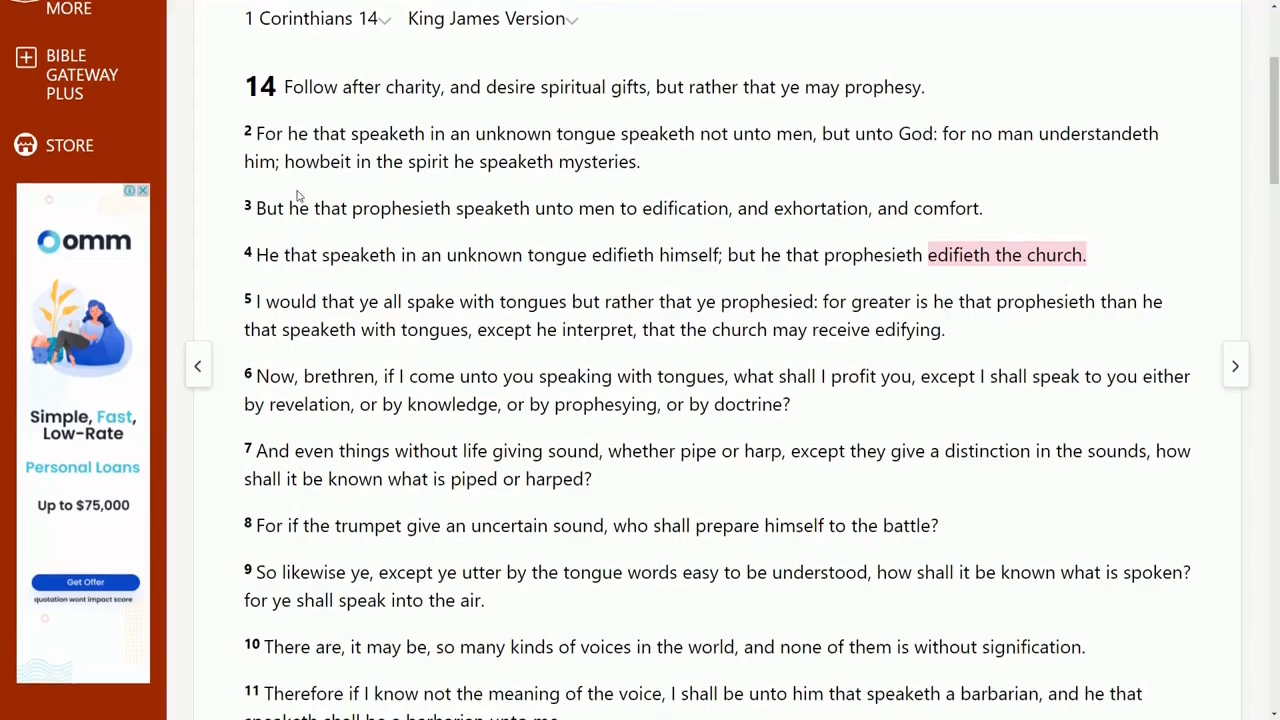 MORE
BIBLE
GATEWAY
PLUS
STORE
omm
Simple, Fast,
Low-Rate
Personal Loans
Up to $75,000
Get Offer
quotation wont impact score
1 Corinthians 14 King James Version
14 Follow after charity, and desire spiritual gifts, but rather that ye may prophesy.
2 For he that speaketh in an unknown tongue speaketh not unto men, but unto God: for no man understandeth
him; howbeit in the spirit he speaketh mysteries.
3 But he that prophesieth speaketh unto men to edification, and exhortation, and comfort.
4 He that speaketh in an unknown tongue edifieth himself; but he that prophesieth edifieth the church.
5 I would that ye all spake with tongues but rather that ye prophesied: for greater is he that prophesieth than he
that speaketh with tongues, except he interpret, that the church may receive edifying.
6 Now, brethren, if I come unto you speaking with tongues, what shall I profit you, except I shall speak to you either
by revelation, or by knowledge, or by prophesying, or by doctrine?
7 And even things without life giving sound, whether pipe or harp, except they give a distinction in the sounds, how
shall it be known what is piped or harped?
8 For if the trumpet give an uncertain sound, who shall prepare himself to the battle?
9 So likewise ye, except ye utter by the tongue words easy to be understood, how shall it be known what is spoken?
for ye shall speak into the air.
10 There are, it may be, so many kinds of voices in the world, and none of them is without signification.
11 Therefore if I know not the meaning of the voice, I shall be unto him that speaketh a barbarian, and he that
speaketh shall be a barbarian unto me.